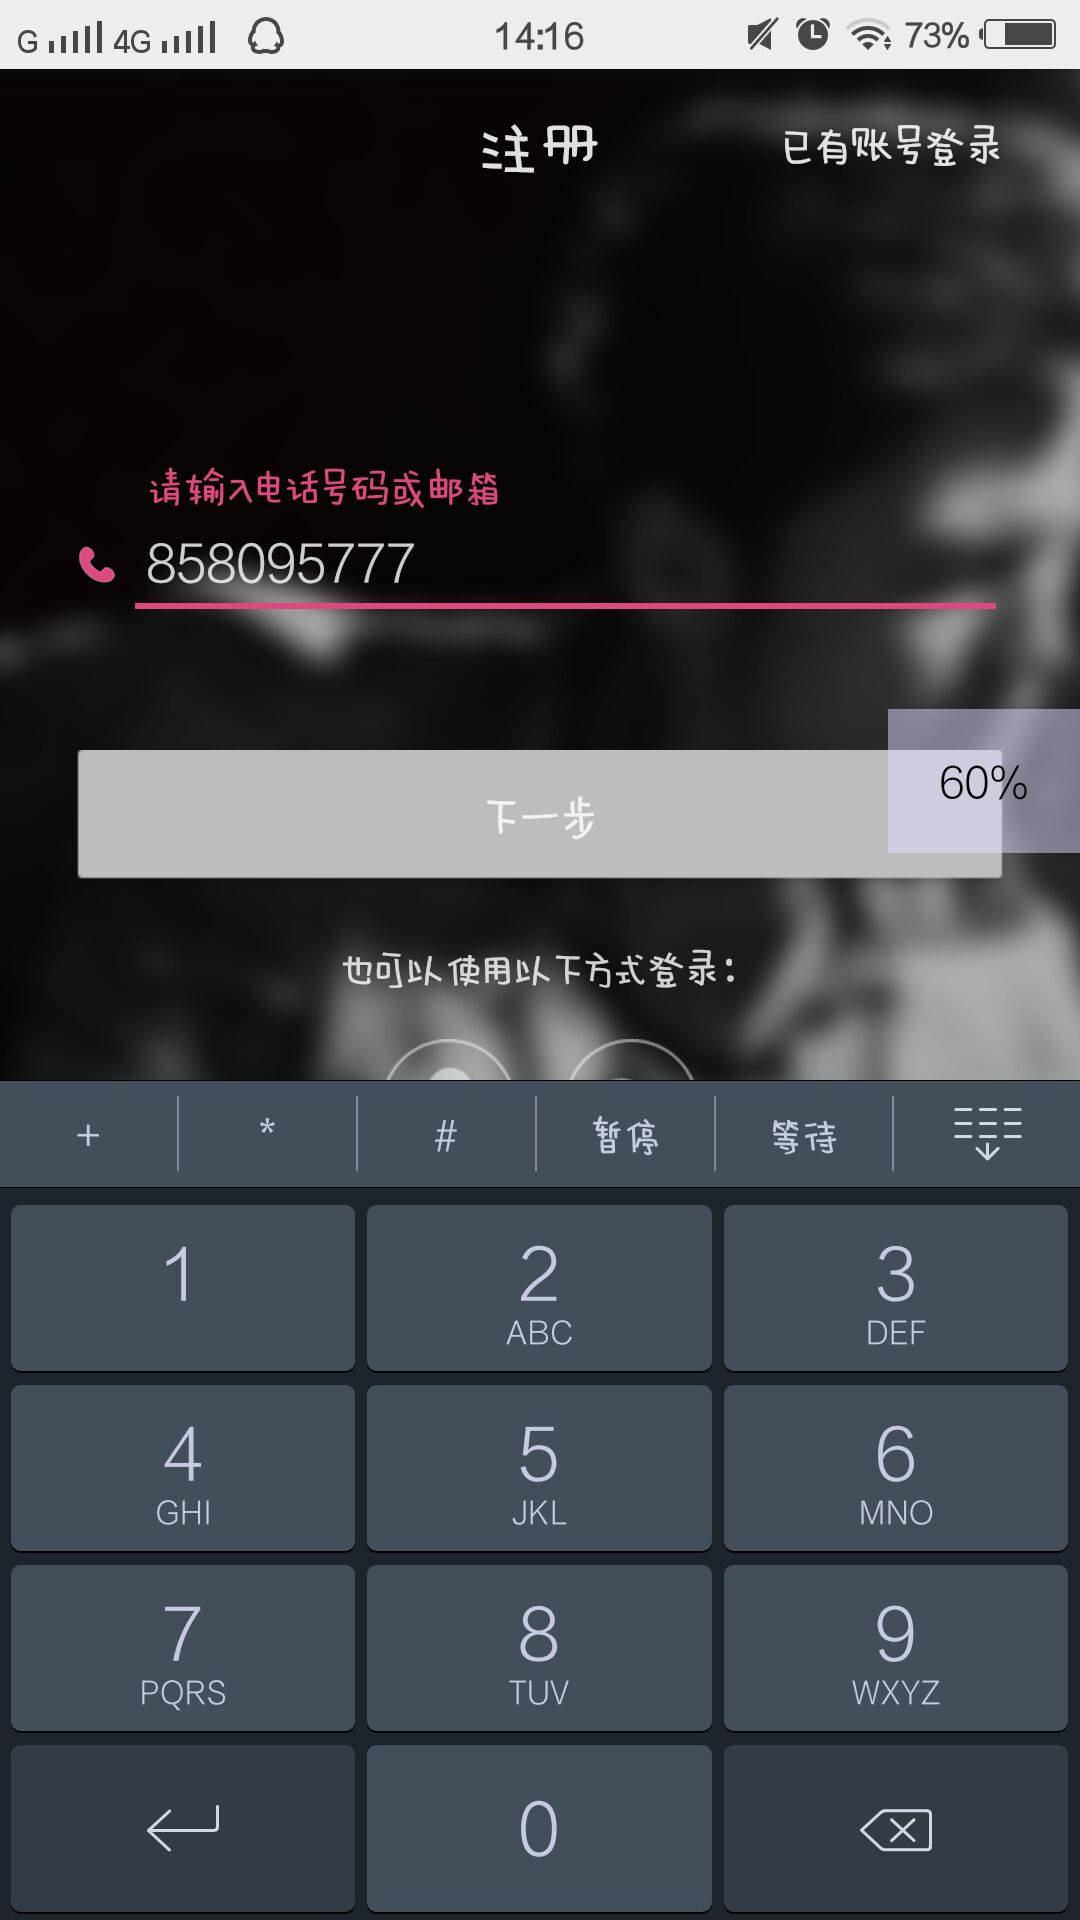 G 4G 14:16 73%
注册 已有账号登录
请输入电话号码或邮箱
858095777
下一步
60%
也可以使用以下方式登录：
+ * # 暂停 等待
1 2 3
ABC DEF
4 5 6
GHI JKL MNO
7 8 9
PQRS TUV WXYZ
0